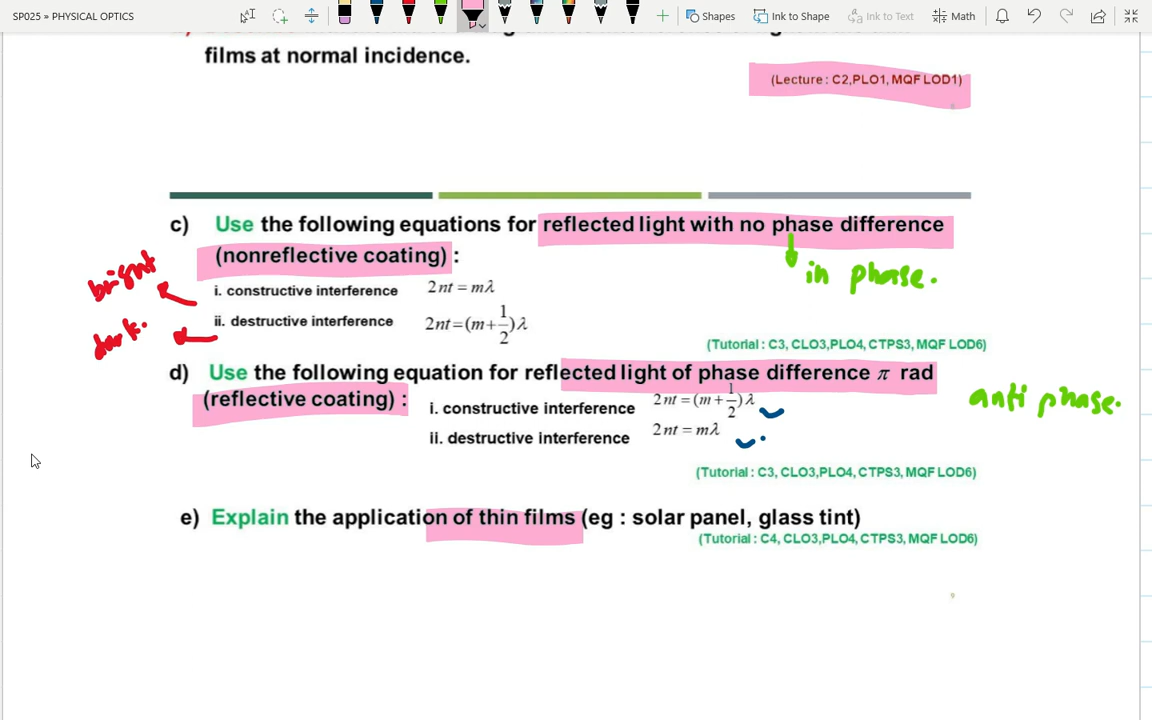 SP025 » PHYSICAL OPTICS
Shapes Ink to Shape Ink to Text Math
films at normal incidence.
(Lecture : C2,PLO1, MQF LOD1)
8
c) Use the following equations for reflected light with no phase difference
(nonreflective coating) :
in phase.
bright
i. constructive interference 2nt = mλ
dark.
ii. destructive interference 2nt=(m+1/2)λ
(Tutorial : C3, CLO3,PLO4, CTPS3, MQF LOD6)
d) Use the following equation for reflected light of phase difference π rad
(reflective coating) :
anti phase.
i. constructive interference 2nt = (m+1/2)λ
ii. destructive interference 2nt = mλ
(Tutorial : C3, CLO3,PLO4, CTPS3, MQF LOD6)
e) Explain the application of thin films (eg : solar panel, glass tint)
(Tutorial : C4, CLO3,PLO4, CTPS3, MQF LOD6)
9